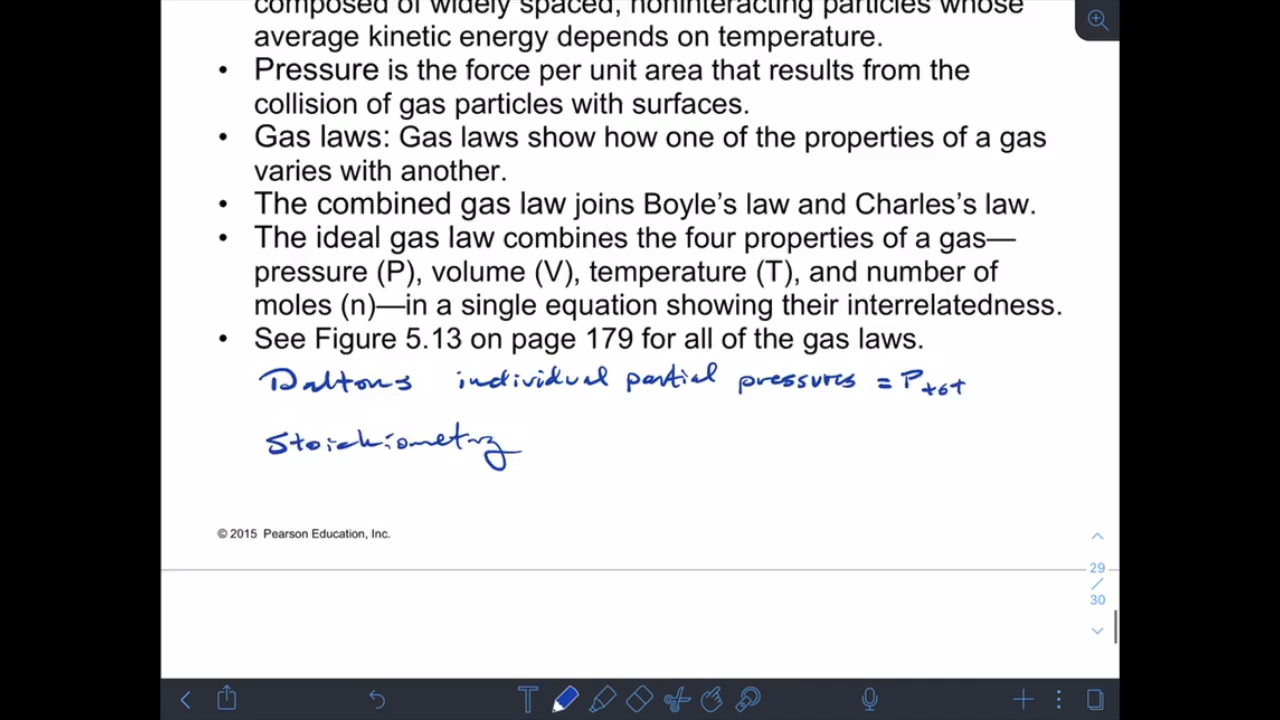 composed of widely spaced, noninteracting particles whose
average kinetic energy depends on temperature.
• Pressure is the force per unit area that results from the
collision of gas particles with surfaces.
• Gas laws: Gas laws show how one of the properties of a gas
varies with another.
• The combined gas law joins Boyle’s law and Charles’s law.
• The ideal gas law combines the four properties of a gas—
pressure (P), volume (V), temperature (T), and number of
moles (n)—in a single equation showing their interrelatedness.
• See Figure 5.13 on page 179 for all of the gas laws.
Daltons individual partial pressures = P tot
Stoichiometry
© 2015 Pearson Education, Inc.
29
/
30
T